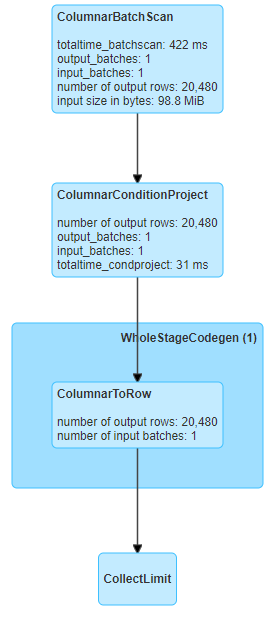 ColumnarBatchScan
totaltime_batchscan: 422 ms
output_batches: 1
input_batches: 1
number of output rows: 20,480
input size in bytes: 98.8 MiB
ColumnarConditionProject
number of output rows: 20,480
output_batches: 1
input_batches: 1
totaltime_condproject: 31 ms
WholeStageCodegen (1)
ColumnarToRow
number of output rows: 20,480
number of input batches: 1
CollectLimit